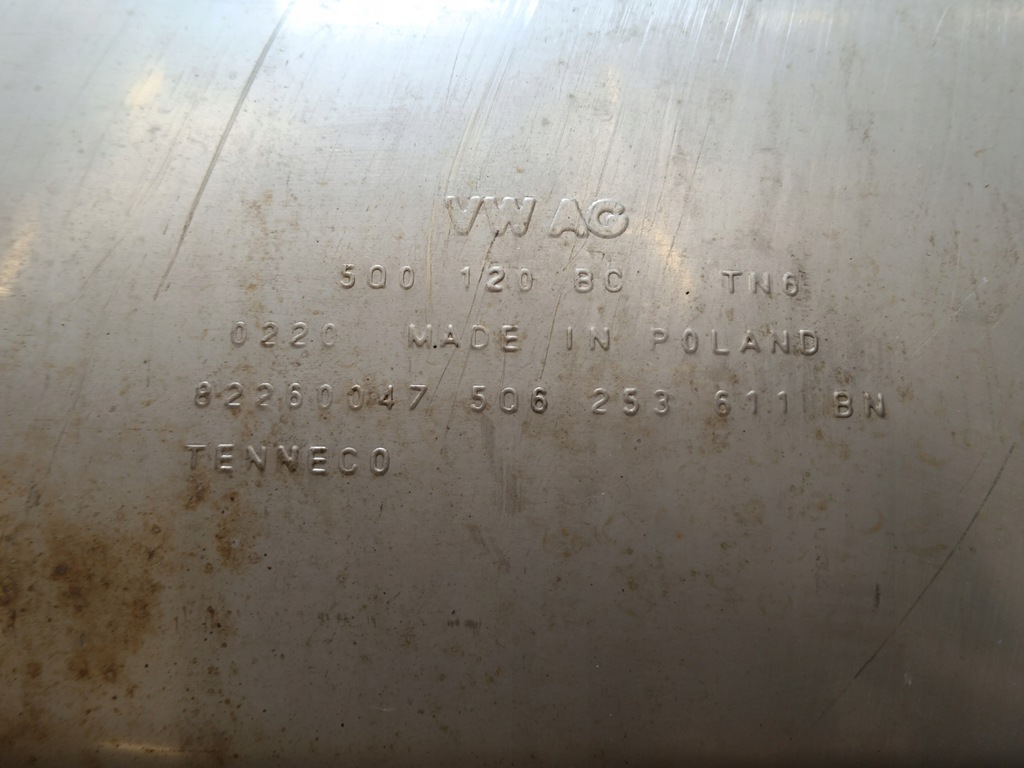 VW AG
5Q0 120 BC TN6
0220 MADE IN POLAND
82260047 5Q6 253 611 BN
TENNECO